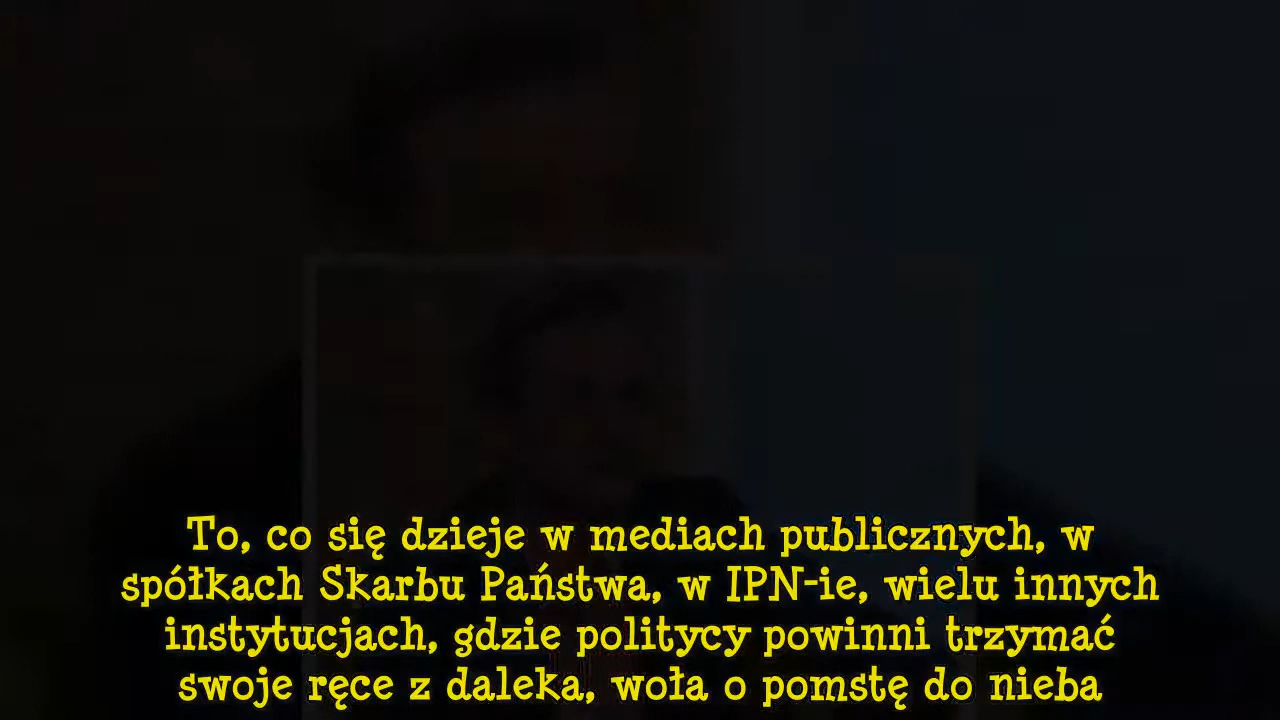 To, co się dzieje w mediach publicznych, w
spółkach Skarbu Państwa, w IPN-ie, wielu innych
instytucjach, gdzie politycy powinni trzymać
swoje ręce z daleka, woła o pomstę do nieba